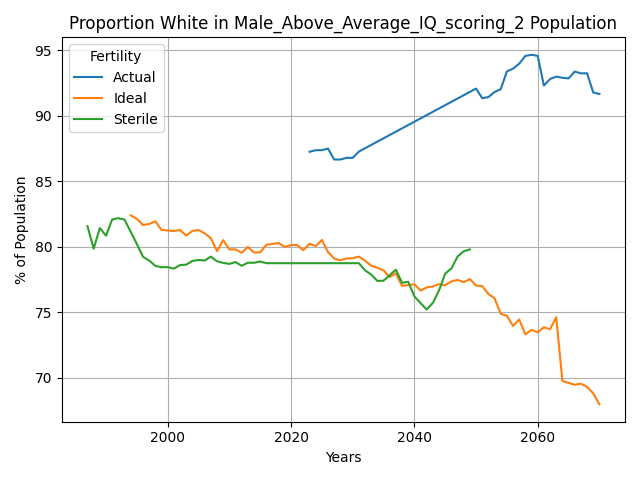 Proportion White in Male_Above_Average_IQ_scoring_2 Population
Fertility
Actual
Ideal
Sterile
% of Population
95
90
85
80
75
70
2000
2020
2040
2060
Years